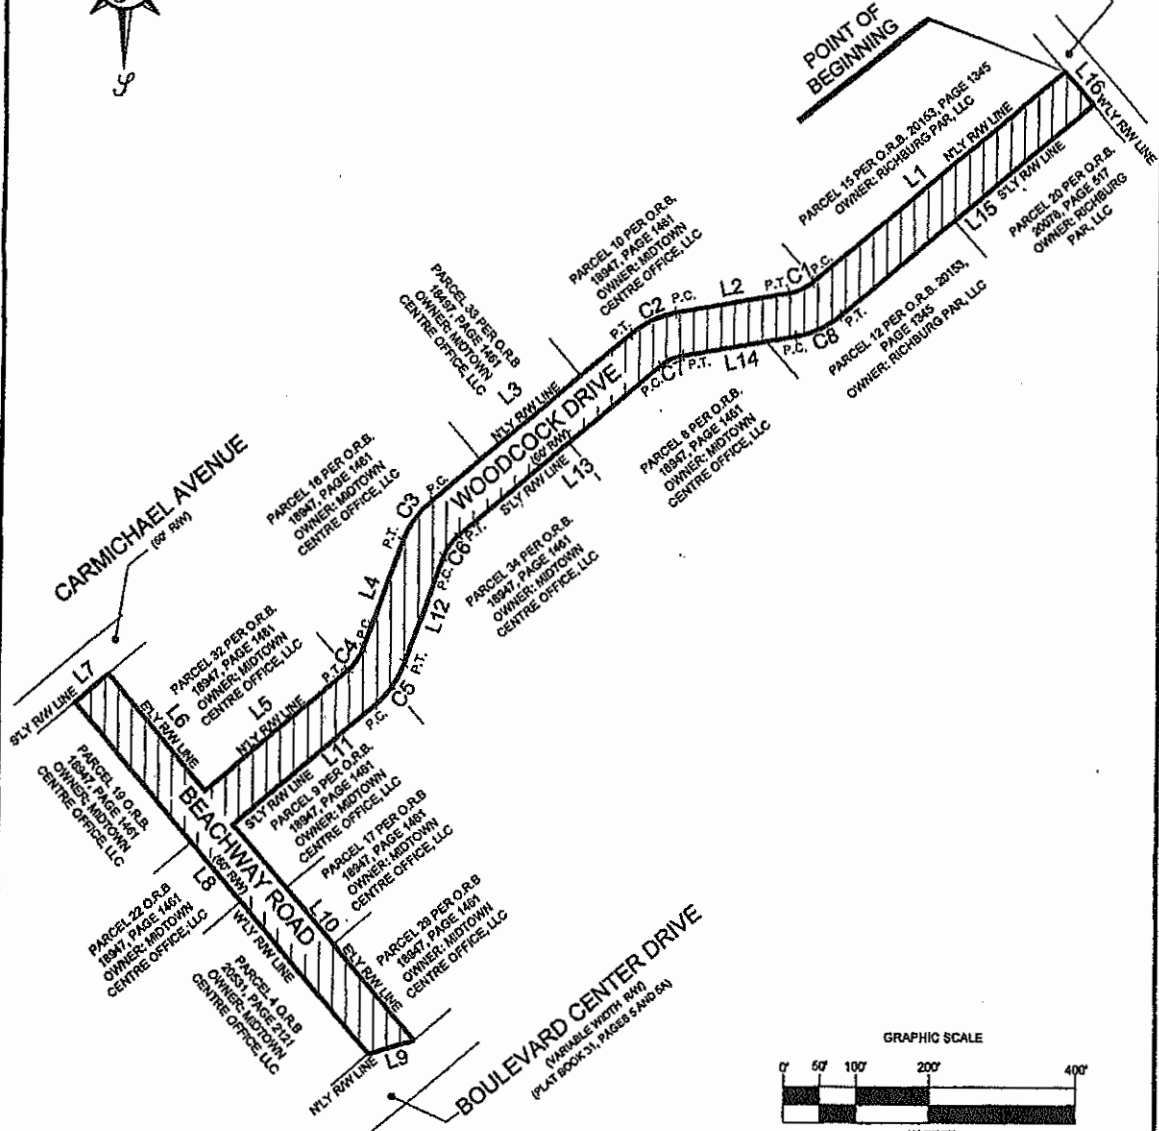 S
POINT OF
BEGINNING
L16
W'LY R/W LINE
PARCEL 15 PER O.R.B. 20153, PAGE 1345
OWNER: RICHBURG PAR, LLC
N'LY R/W LINE
L1
S'LY R/W LINE
L15
PARCEL 20 PER O.R.B.
20078, PAGE 517
OWNER: RICHBURG
PAR, LLC
PARCEL 10 PER O.R.B.
18947, PAGE 1461
OWNER: MIDTOWN
CENTRE OFFICE, LLC
P.T.
C2
P.C.
L2
P.T.
C1
P.C.
PARCEL 33 PER O.R.B
18497, PAGE 1461
OWNER: MIDTOWN
CENTRE OFFICE, LLC
L3
N'LY R/W LINE
WOODCOCK DRIVE
(60' R/W)
S'LY R/W LINE
L13
P.C.
C7
P.T.
L14
P.C.
C8
P.T.
PARCEL 12 PER O.R.B. 20153,
PAGE 1345
OWNER: RICHBURG PAR, LLC
PARCEL 8 PER O.R.B.
18947, PAGE 1461
OWNER: MIDTOWN
CENTRE OFFICE, LLC
CARMICHAEL AVENUE
(60' R/W)
PARCEL 16 PER O.R.B.
18947, PAGE 1461
OWNER: MIDTOWN
CENTRE OFFICE, LLC
P.T.
C3
P.C.
L4
P.C.
C6
P.T.
PARCEL 34 PER O.R.B.
18947, PAGE 1461
OWNER: MIDTOWN
CENTRE OFFICE, LLC
L12
P.T.
C4
P.C.
P.C.
C5
P.T.
PARCEL 32 PER O.R.B.
18947, PAGE 1461
OWNER: MIDTOWN
CENTRE OFFICE, LLC
L5
N'LY R/W LINE
S'LY R/W LINE
L7
E'LY R/W LINE
L6
S'LY R/W LINE
L11
PARCEL 9 PER O.R.B.
18947, PAGE 1461
OWNER: MIDTOWN
CENTRE OFFICE, LLC
PARCEL 19 O.R.B.
18947, PAGE 1461
OWNER: MIDTOWN
CENTRE OFFICE, LLC
BEACHWAY ROAD
(60' R/W)
PARCEL 17 PER O.R.B
18947, PAGE 1461
OWNER: MIDTOWN
CENTRE OFFICE, LLC
L8
W'LY R/W LINE
L10
E'LY R/W LINE
PARCEL 22 O.R.B
18947, PAGE 1461
OWNER: MIDTOWN
CENTRE OFFICE, LLC
PARCEL 29 PER O.R.B
18947, PAGE 1461
OWNER: MIDTOWN
CENTRE OFFICE, LLC
PARCEL 4 O.R.B
20531, PAGE 2121
OWNER: MIDTOWN
CENTRE OFFICE, LLC
N'LY R/W LINE
L9
BOULEVARD CENTER DRIVE
(VARIABLE WIDTH R/W)
(PLAT BOOK 31, PAGES 5 AND 5A)
GRAPHIC SCALE
0' 50' 100' 200' 400'